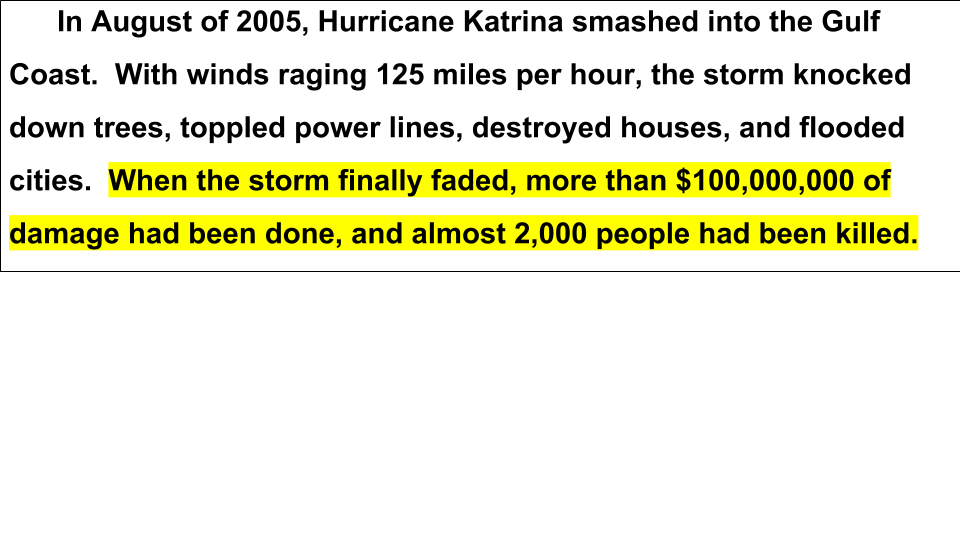 In August of 2005, Hurricane Katrina smashed into the Gulf
Coast.  With winds raging 125 miles per hour, the storm knocked
down trees, toppled power lines, destroyed houses, and flooded
cities.  When the storm finally faded, more than $100,000,000 of
damage had been done, and almost 2,000 people had been killed.